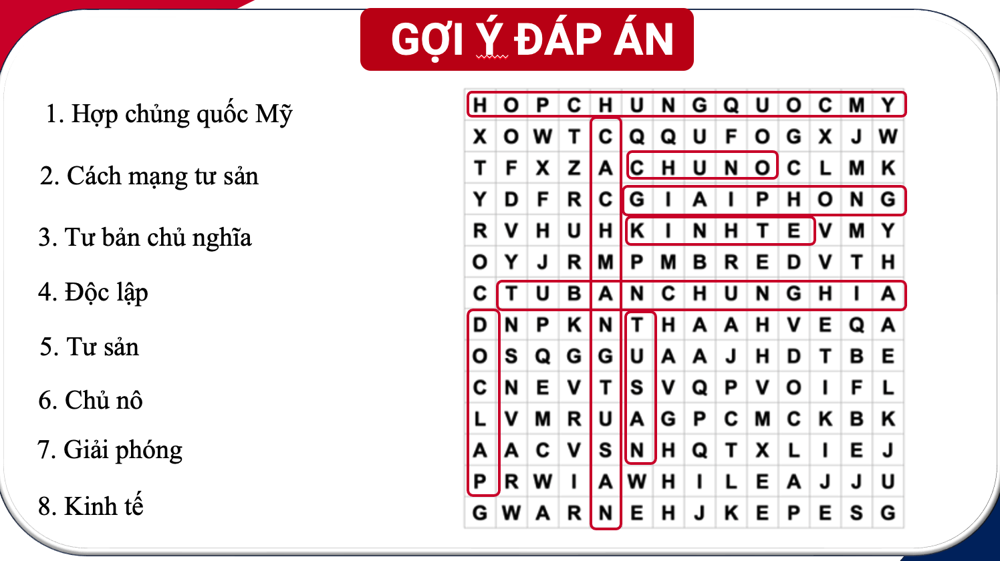 GỢI Ý ĐÁP ÁN
1. Hợp chủng quốc Mỹ
2. Cách mạng tư sản
3. Tư bản chủ nghĩa
4. Độc lập
5. Tư sản
6. Chủ nô
7. Giải phóng
8. Kinh tế
H O P C H U N G Q U O C M Y
X O W T C Q Q U F O G X J W
T F X Z A C H U N O C L M K
Y D F R C G I A I P H O N G
R V H U H K I N H T E V M Y
O Y J R M P M B R E D V T H
C T U B A N C H U N G H I A
D N P K N T H A A H V E Q A
O S Q G G U A A J H D T B E
C N E V T S V Q P V O I F L
L V M R U A G P C M C K B K
A A C V S N H Q T X L I E J
P R W I A W H I L E A J J U
G W A R N E H J K E P E S G